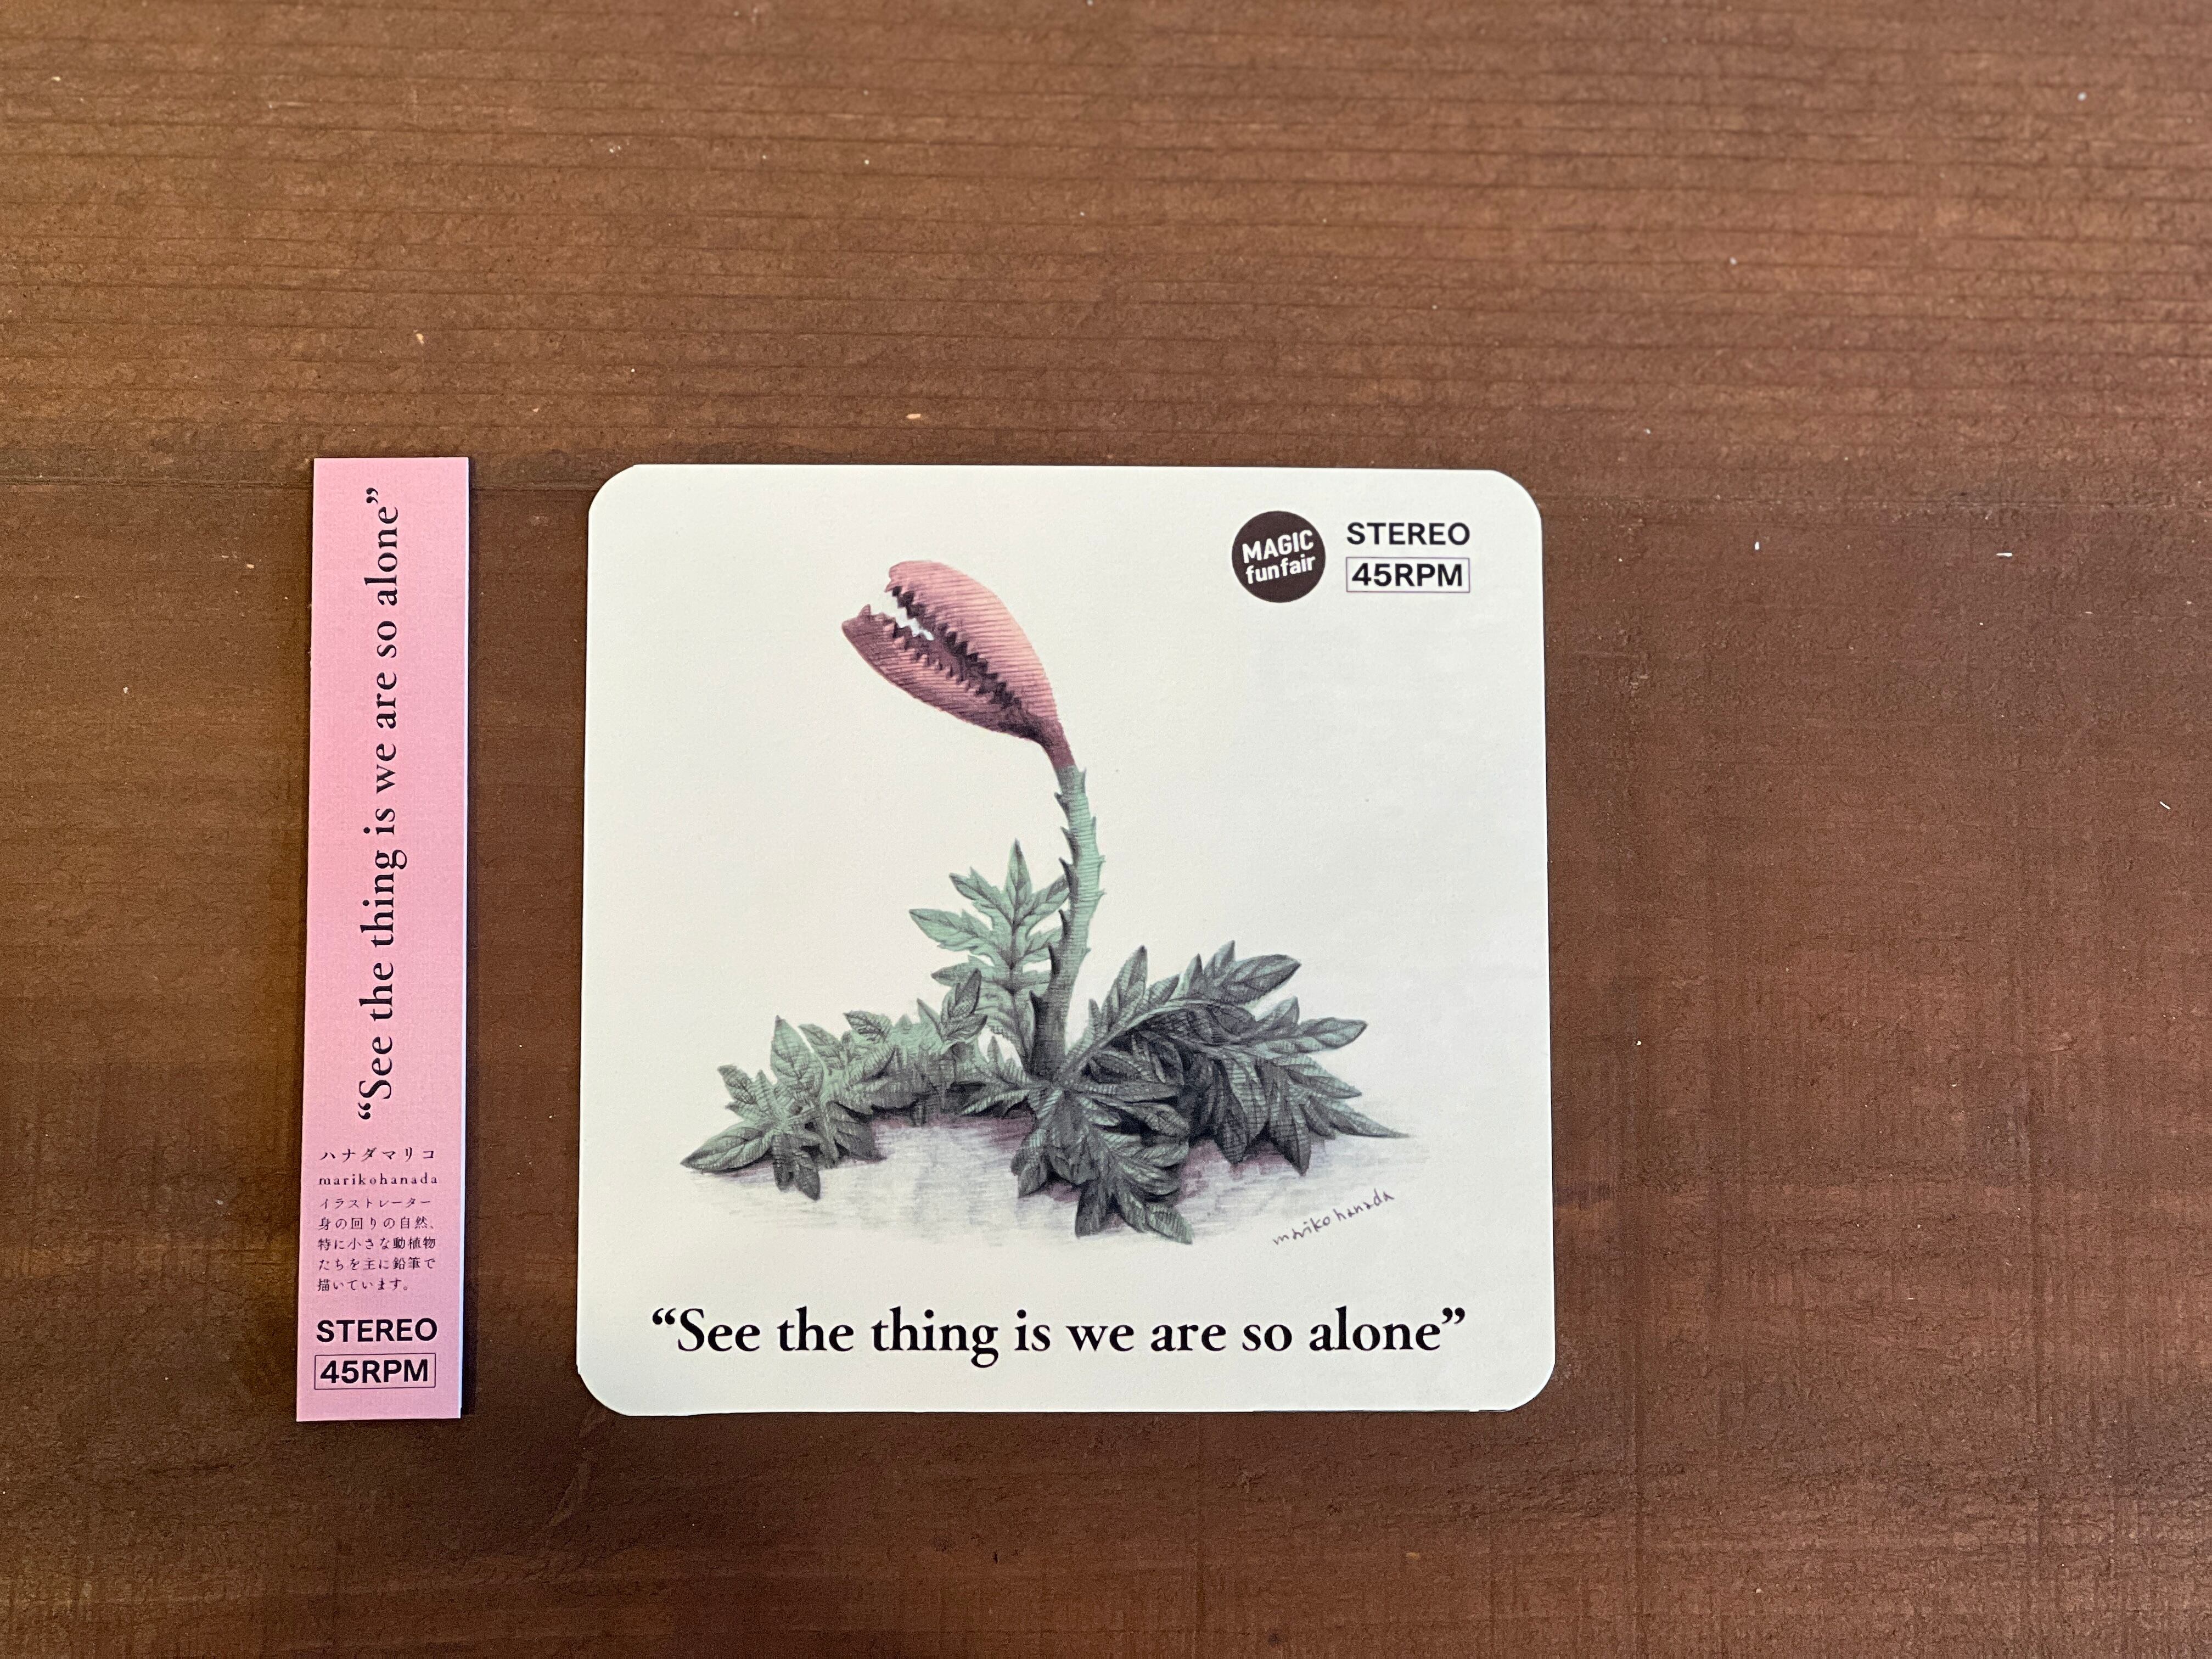 “See the thing is we are so alone”
ハナダマリコ
marikohanada
イラストレーター
身の回りの自然、
特に小さな動植物
たちを主に鉛筆で
描いています。
STEREO
45RPM
MAGIC
funfair
STEREO
45RPM
mariko hanada
“See the thing is we are so alone”